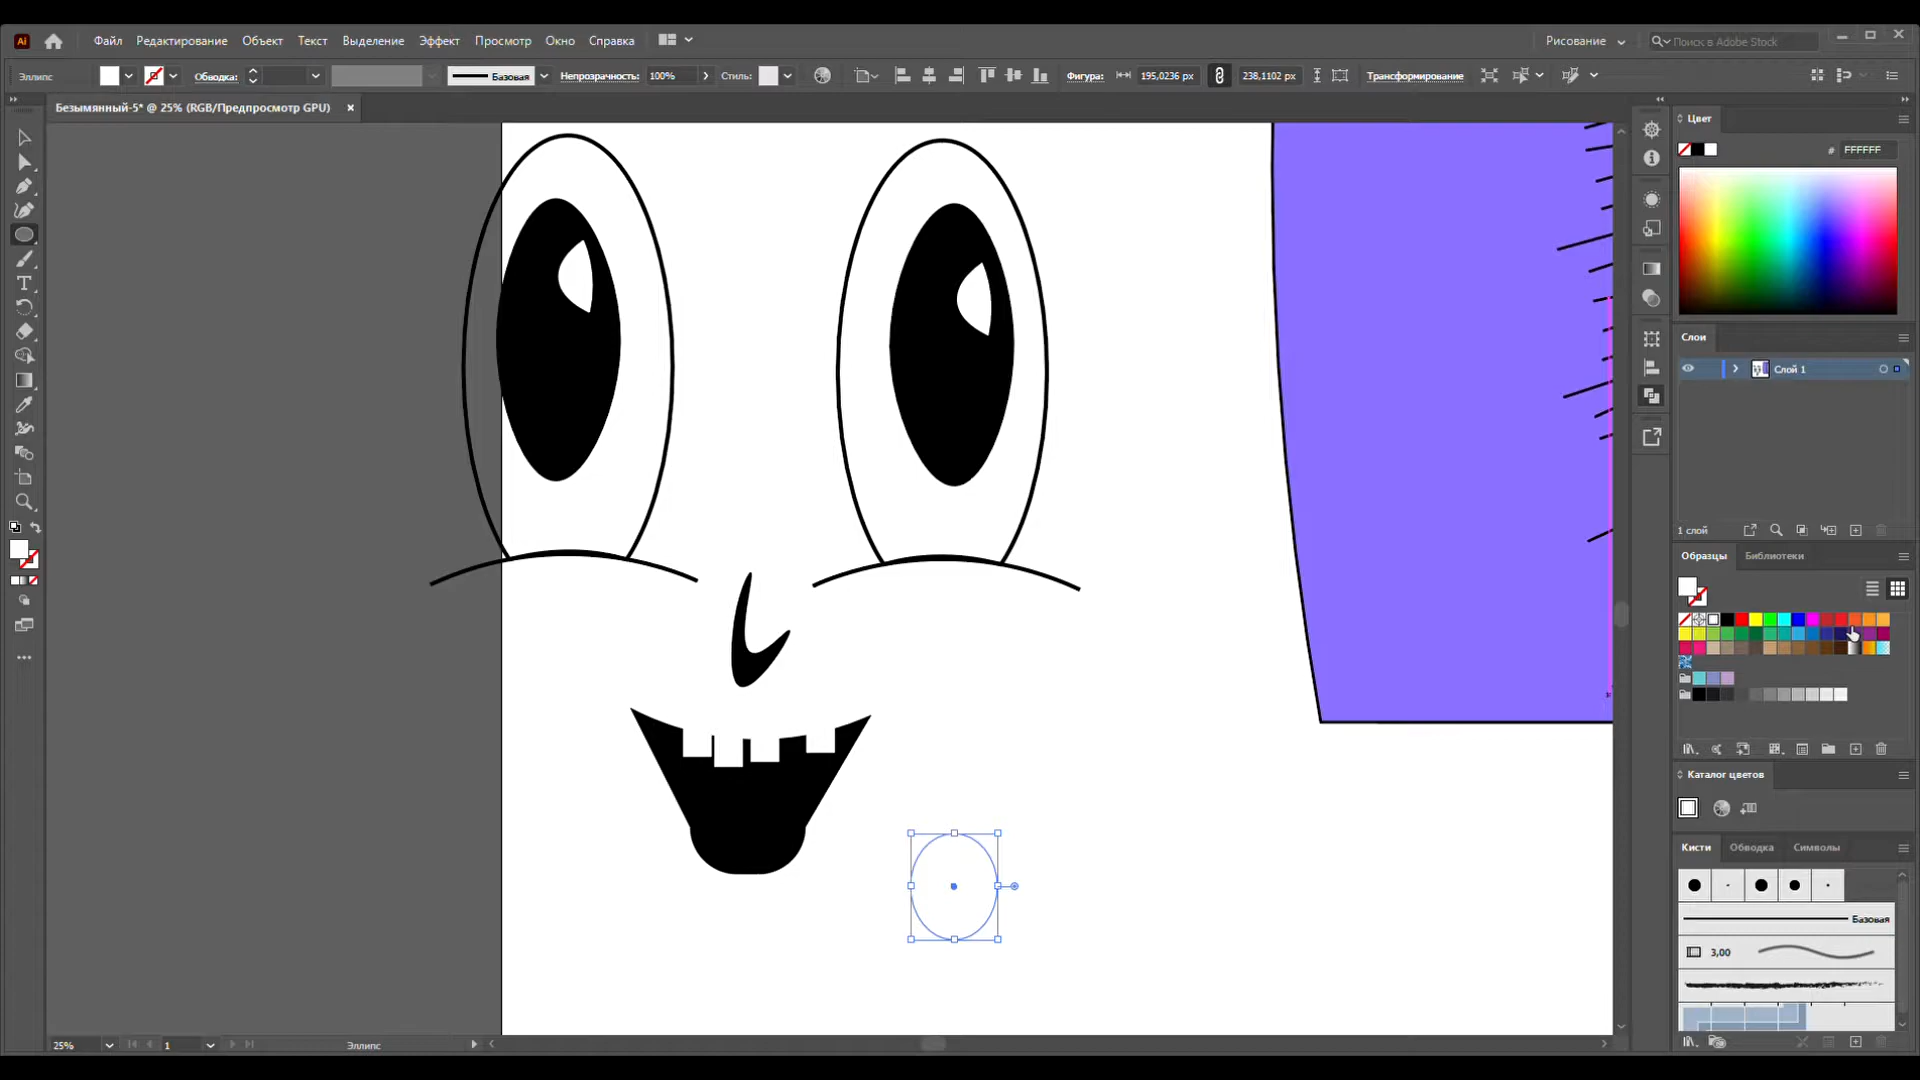 Ai Файл Редактирование Объект Текст Выделение Эффект Просмотр Окно Справка Рисование Поиск в Adobe Stock
Эллипс Обводка: Базовая Непрозрачность: 100% Стиль: Фигура: 195,0236 px 238,1102 px Трансформирование
Безымянный-5* @ 25% (RGB/Предпросмотр GPU)
Цвет
# FFFFFF
Слои
Слой 1
1 слой
Образцы Библиотеки
Каталог цветов
Кисти Обводка Символы
Базовая
3,00
25% 1 Эллипс